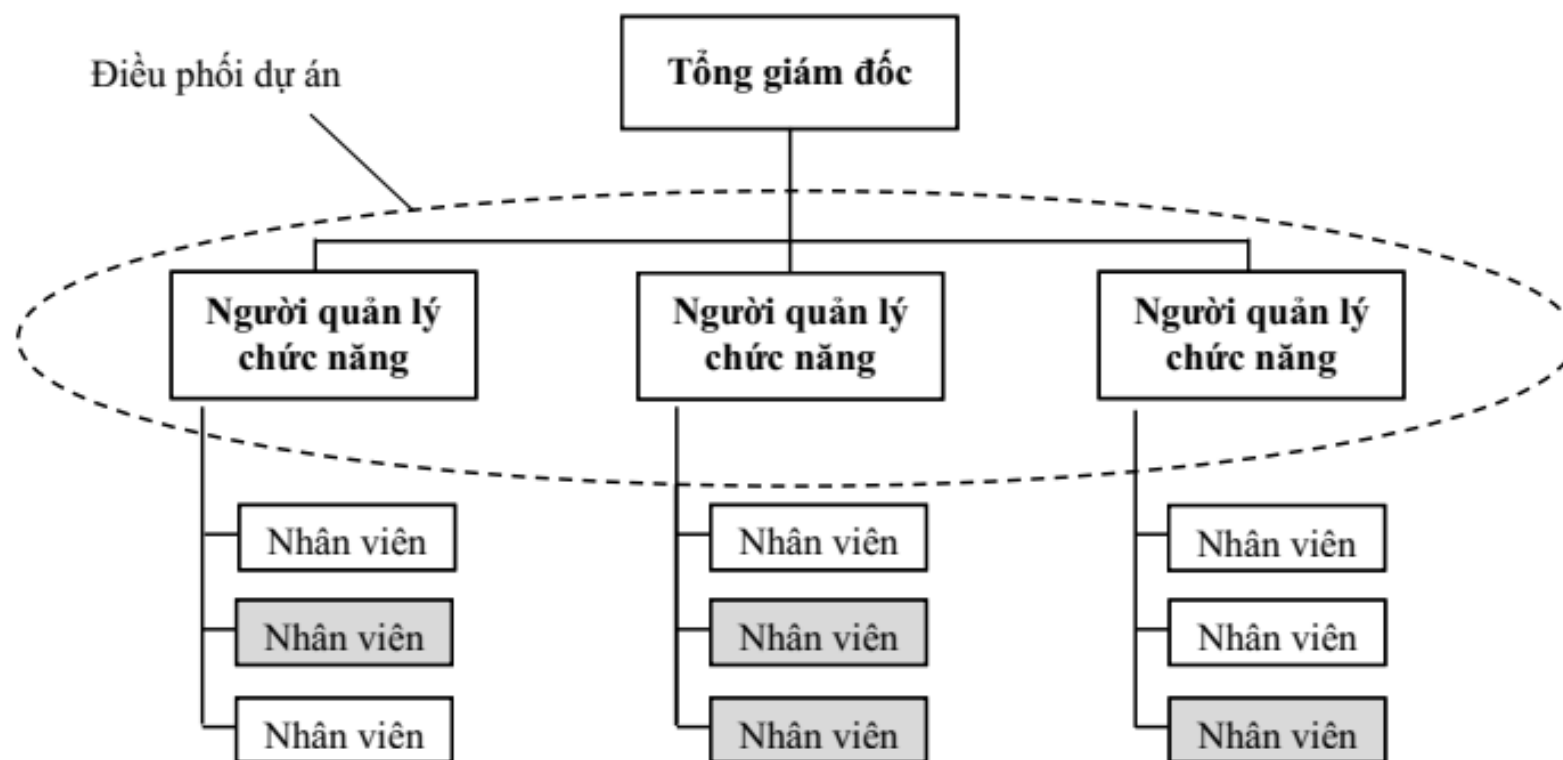 Điều phối dự án
Tổng giám đốc
Người quản lý
chức năng
Người quản lý
chức năng
Người quản lý
chức năng
Nhân viên
Nhân viên
Nhân viên
Nhân viên
Nhân viên
Nhân viên
Nhân viên
Nhân viên
Nhân viên